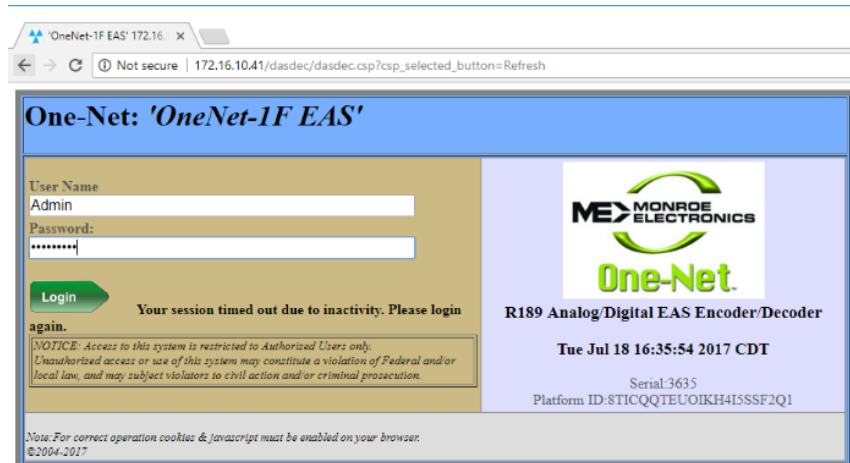 'OneNet-1F EAS' 172.16.
Not secure | 172.16.10.41/dasdec/dasdec.csp?csp_selected_button=Refresh
One-Net: 'OneNet-1F EAS'
User Name
Admin
Password:
•••••••••
Login
Your session timed out due to inactivity. Please login
again.
NOTICE: Access to this system is restricted to Authorized Users only.
Unauthorized access or use of this system may constitute a violation of Federal and/or
local law, and may subject violators to civil action and/or criminal prosecution.
Note:For correct operation cookies & javascript must be enabled on your browser.
©2004-2017
ME MONROE
ELECTRONICS
One-Net.
R189 Analog/Digital EAS Encoder/Decoder
Tue Jul 18 16:35:54 2017 CDT
Serial:3635
Platform ID:8TICQQTEUOIKH4I5SSF2Q1